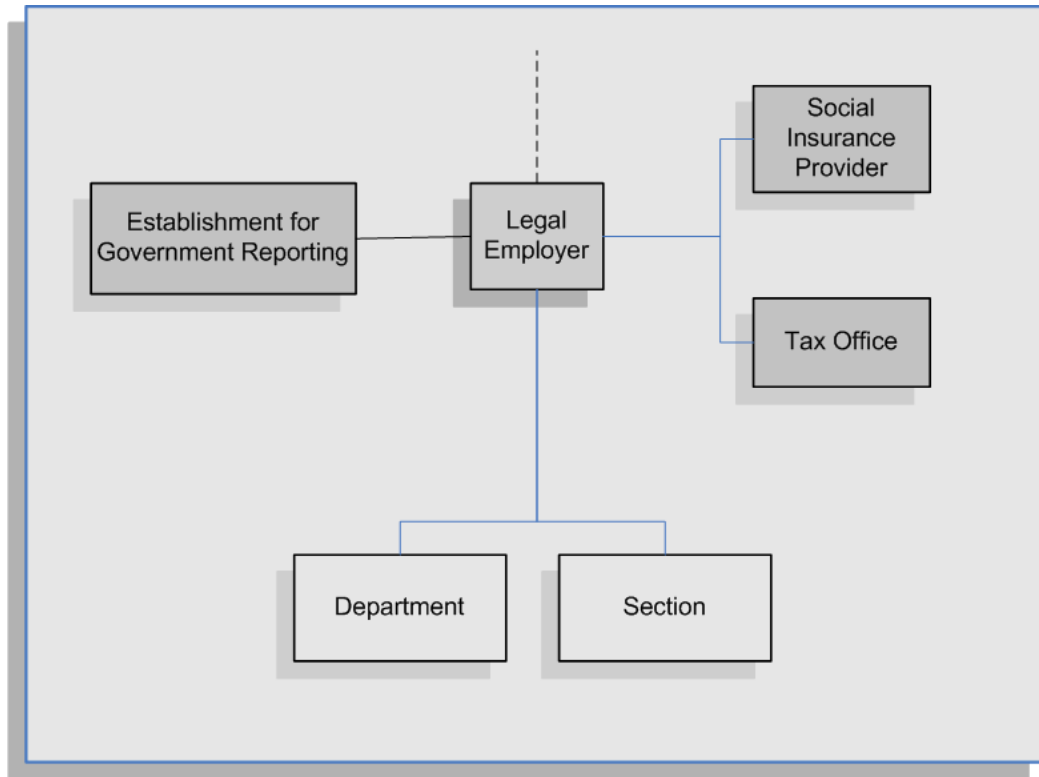 Social
Insurance
Provider
Establishment for
Government Reporting
Legal
Employer
Tax Office
Department
Section